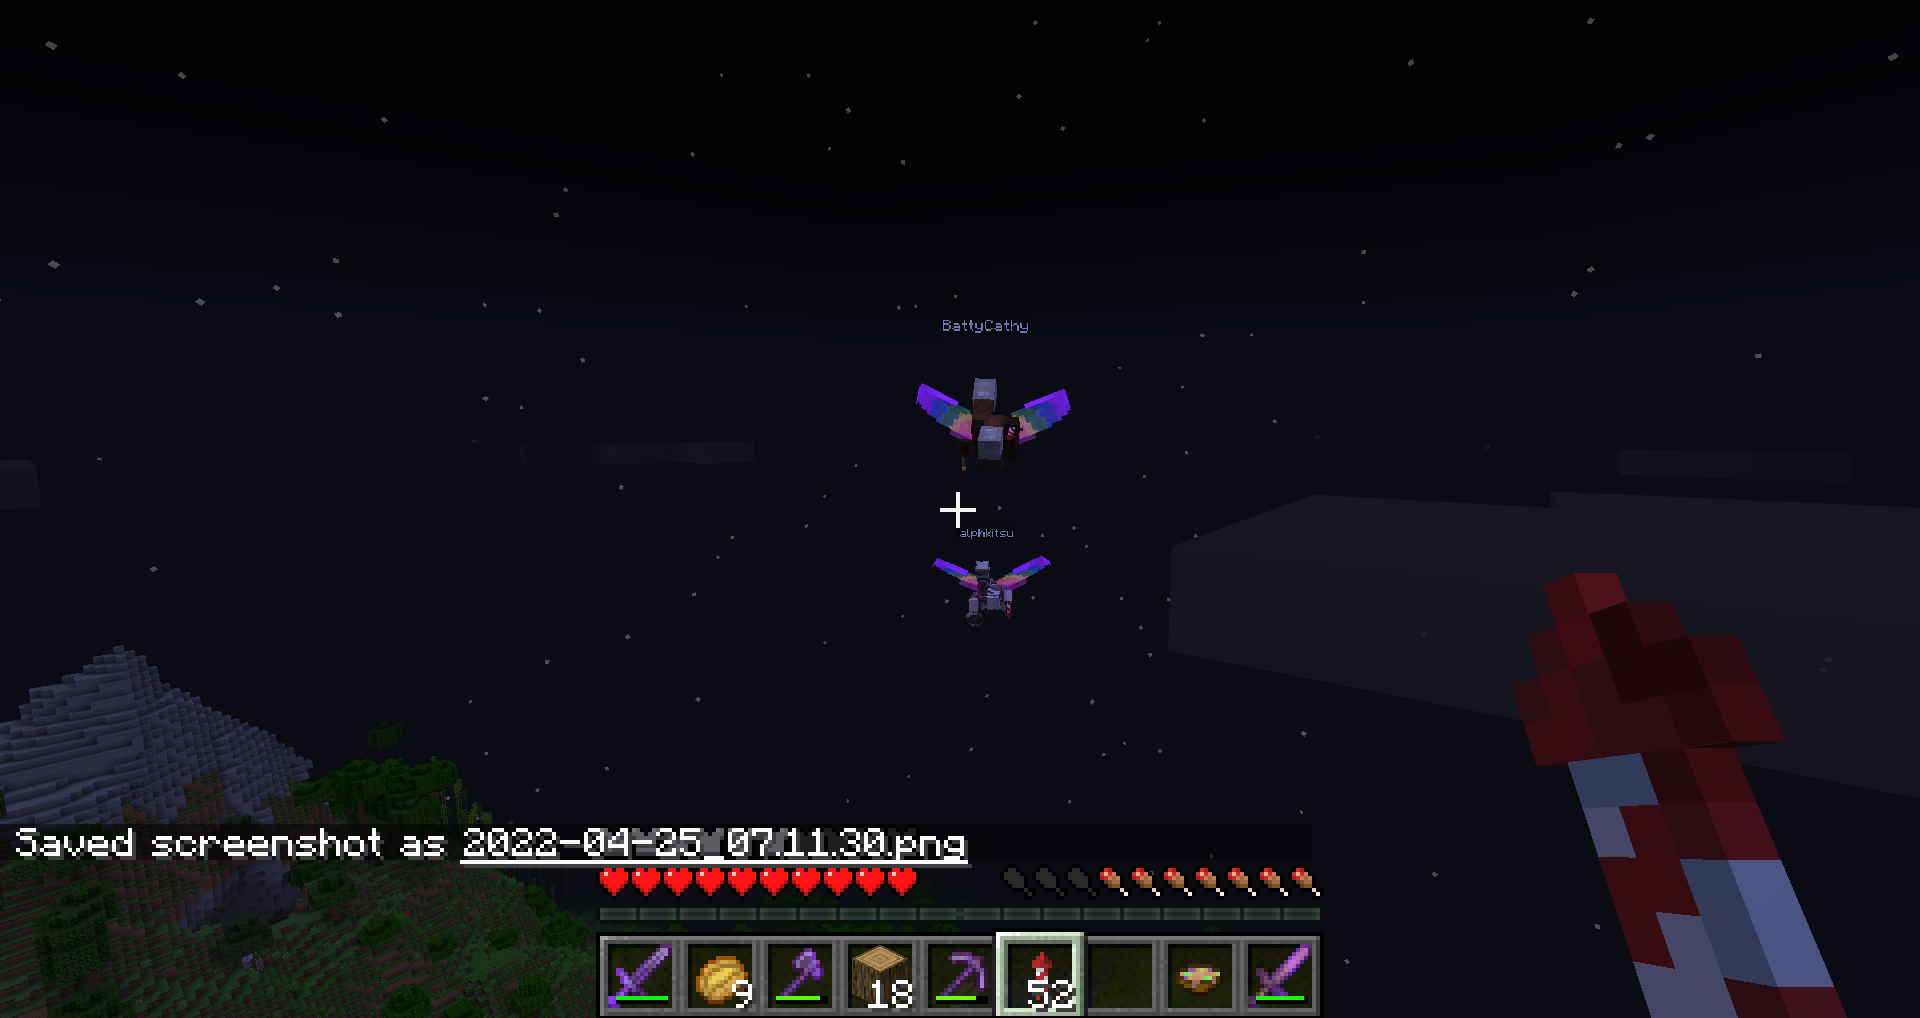 BattyCathy
alphkitsu
Saved screenshot as 2022-04-25_07.11.30.png
9
18
52